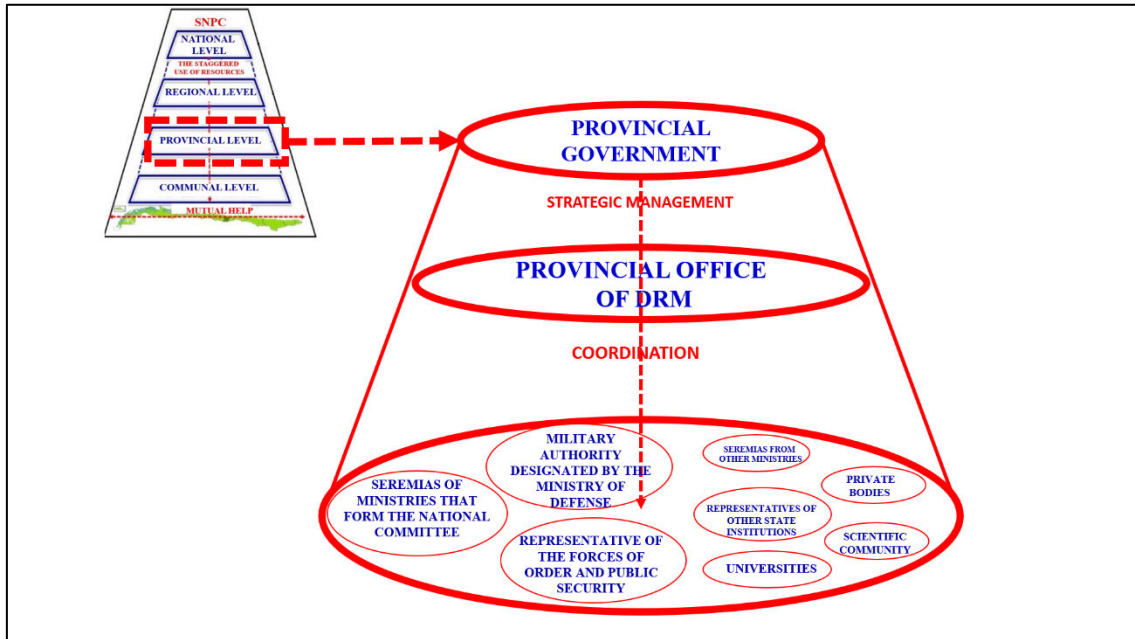 SNPC
NATIONAL
LEVEL
THE STAGGERED
USE OF RESOURCES
REGIONAL LEVEL
PROVINCIAL LEVEL
COMMUNAL LEVEL
MUTUAL HELP
PROVINCIAL
GOVERNMENT
STRATEGIC MANAGEMENT
PROVINCIAL OFFICE
OF DRM
COORDINATION
SEREMIAS OF
MINISTRIES THAT
FORM THE NATIONAL
COMMITTEE
MILITARY
AUTHORITY
DESIGNATED BY THE
MINISTRY OF
DEFENSE
REPRESENTATIVE OF
THE FORCES OF
ORDER AND PUBLIC
SECURITY
SEREMIAS FROM
OTHER MINISTRIES
PRIVATE
BODIES
REPRESENTATIVES OF
OTHER STATE
INSTITUTIONS
SCIENTIFIC
COMMUNITY
UNIVERSITIES